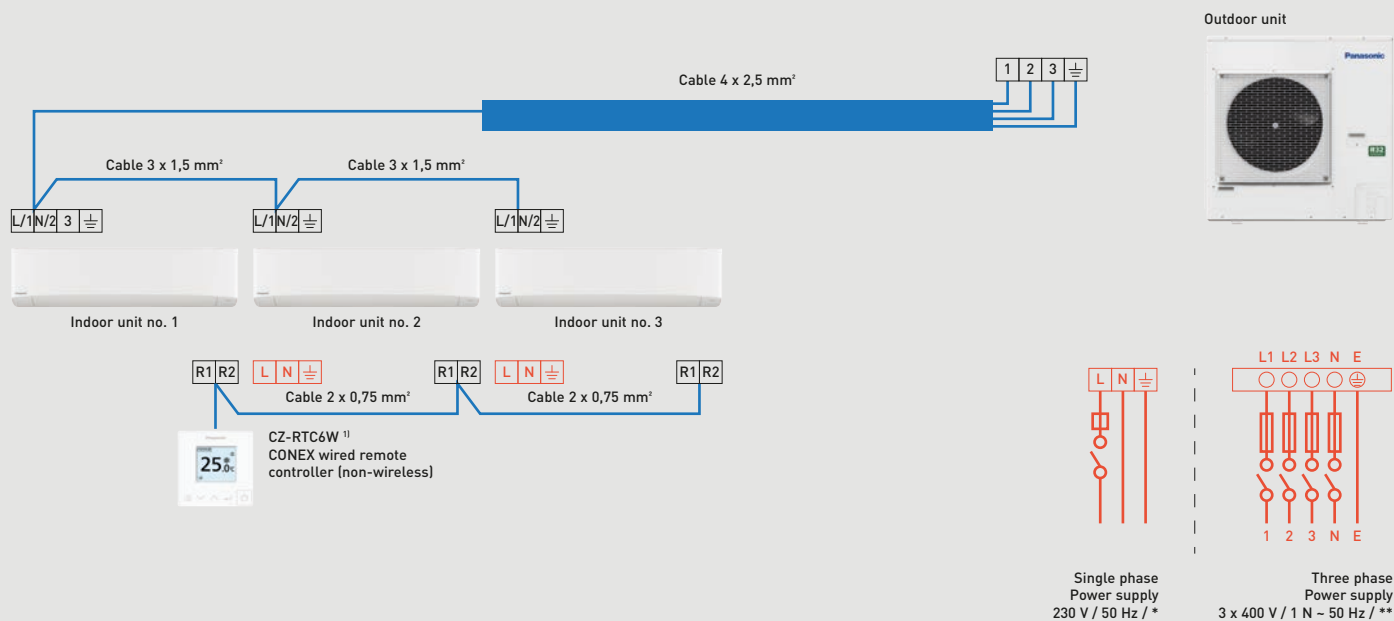 Outdoor unit
Panasonic
R32
1 2 3
Cable 4 x 2,5 mm²
Cable 3 x 1,5 mm²
Cable 3 x 1,5 mm²
L/1 N/2 3
L/1 N/2
L/1 N/2
Indoor unit no. 1
Indoor unit no. 2
Indoor unit no. 3
R1 R2
L N
R1 R2
L N
R1 R2
Cable 2 x 0,75 mm²
Cable 2 x 0,75 mm²
Panasonic
25.0°C
CZ-RTC6W 1)
CONEX wired remote
controller (non-wireless)
L N
L1 L2 L3 N E
1 2 3 N E
Single phase
Power supply
230 V / 50 Hz / *
Three phase
Power supply
3 x 400 V / 1 N ~ 50 Hz / **